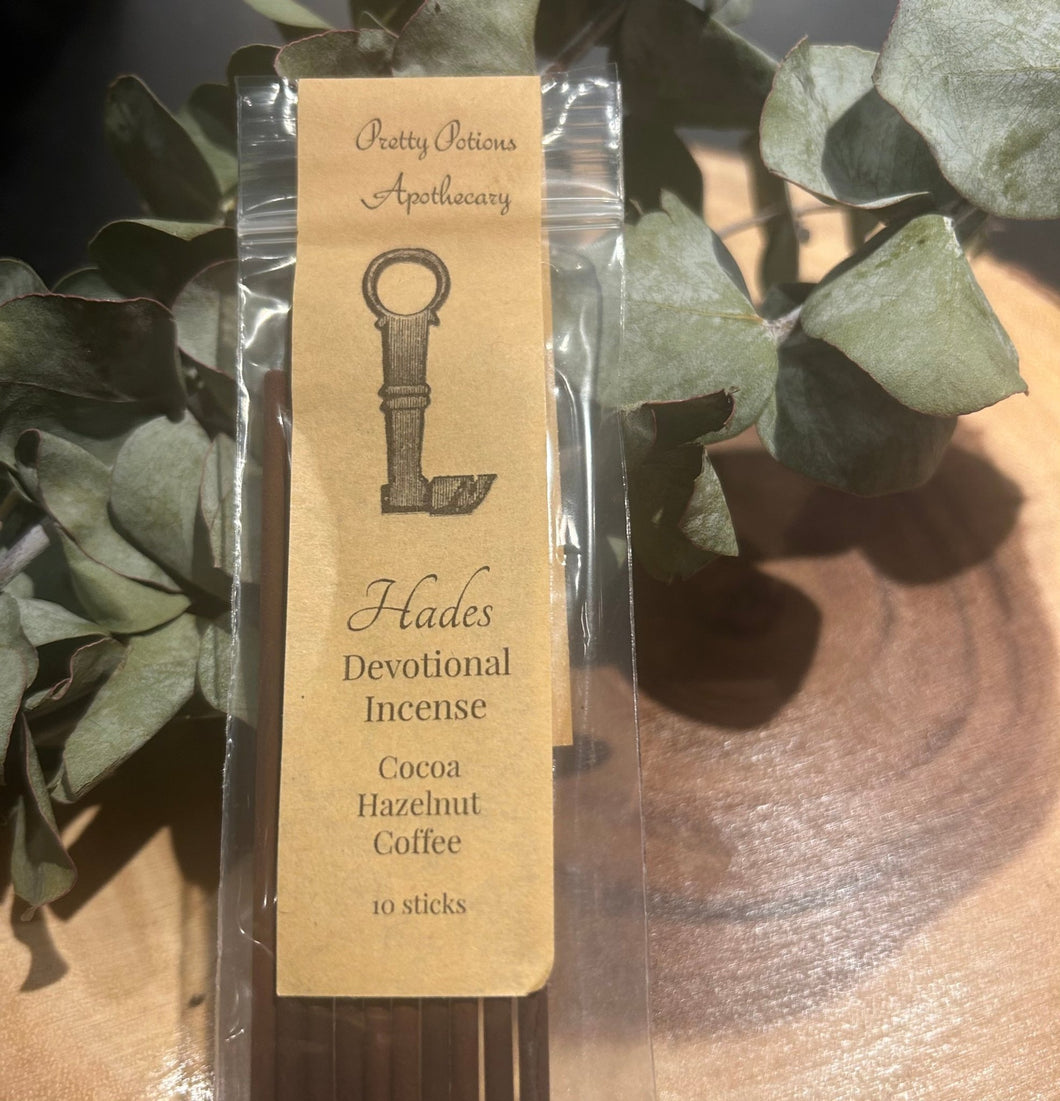 Pretty Potions
Apothecary
Hades
Devotional
Incense
Cocoa
Hazelnut
Coffee
10 sticks